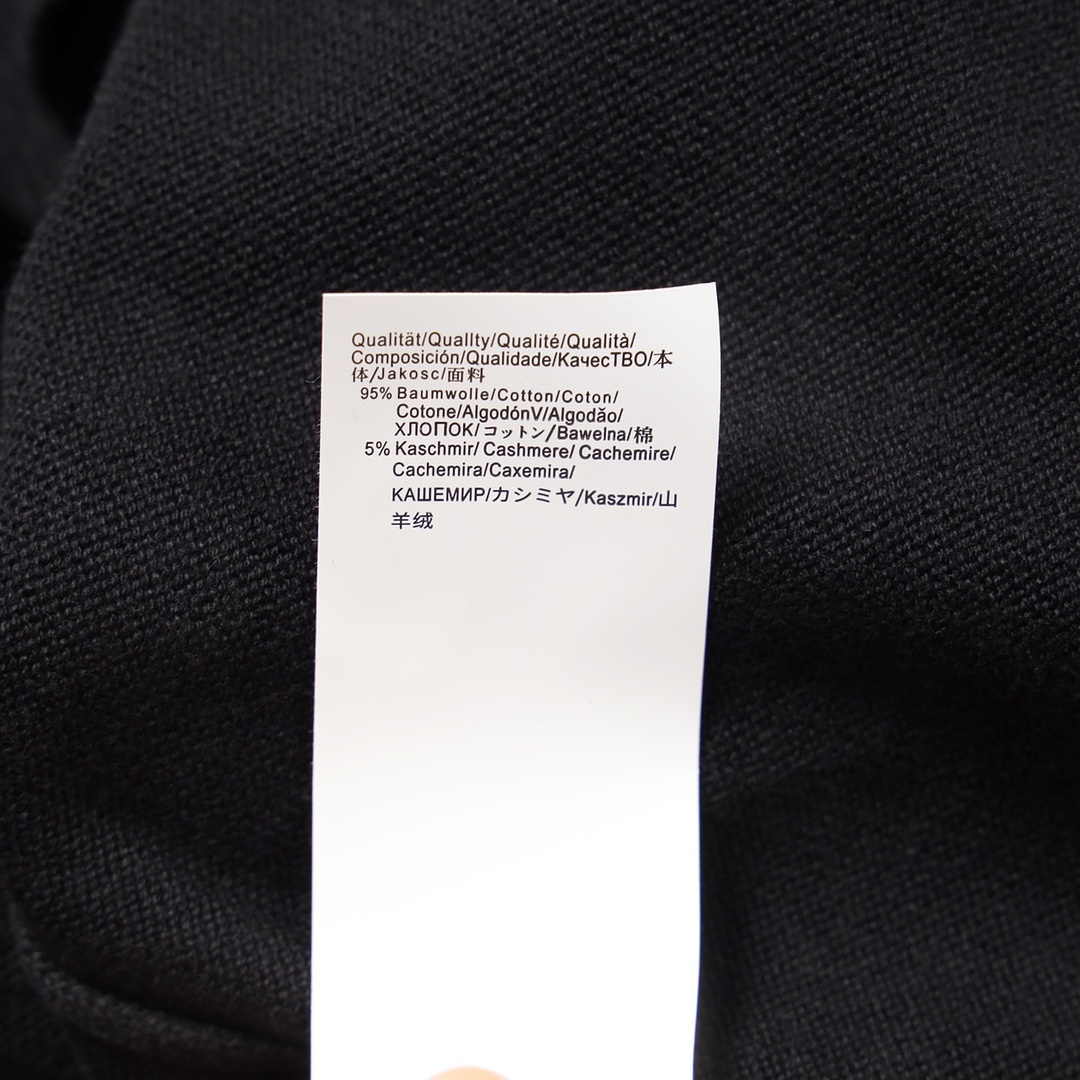 Qualität/Quallty/Qualité/Qualità/
Composición/Qualidade/КачесТВО/本
体/Jakosc/面料
95% Baumwolle/Cotton/Coton/
Cotone/AlgodónV/Algodǎo/
ХЛОПОК/コットン/Bawelna/棉
5% Kaschmir/ Cashmere/ Cachemire/
Cachemira/Caxemira/
КАШЕМИР/カシミヤ/Kaszmir/山
羊绒